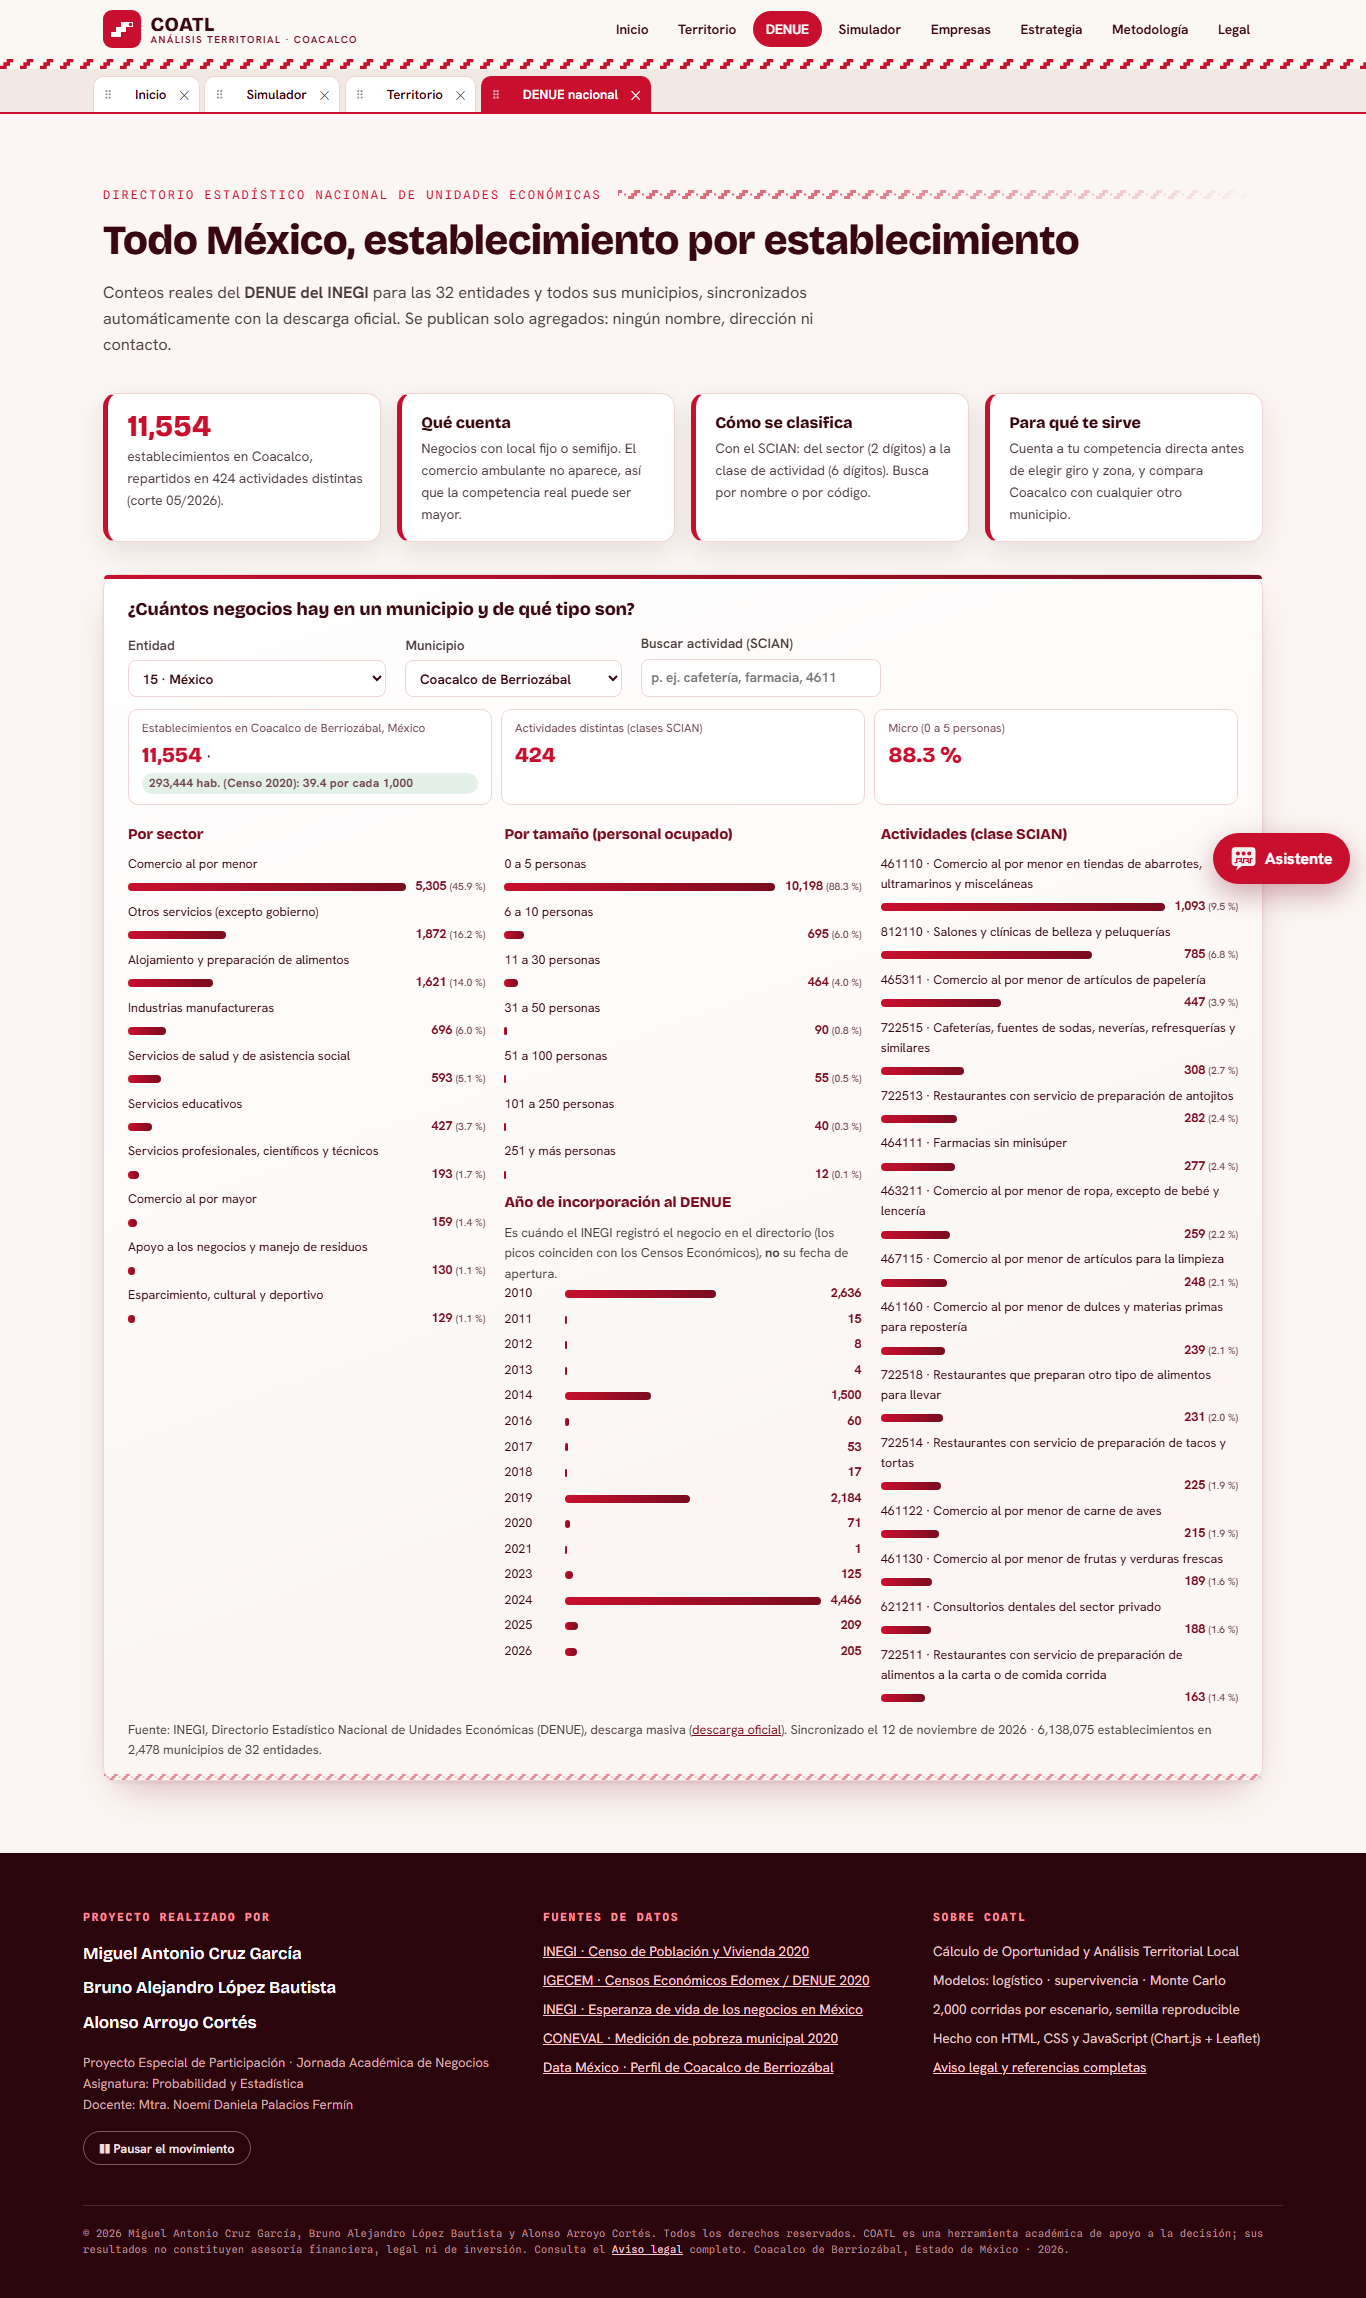 COATL
ANÁLISIS TERRITORIAL · COACALCO
Inicio
Territorio
DENUE
Simulador
Empresas
Estrategia
Metodología
Legal
Inicio
Simulador
Territorio
DENUE nacional
DIRECTORIO ESTADÍSTICO NACIONAL DE UNIDADES ECONÓMICAS
Todo México, establecimiento por establecimiento
Conteos reales del DENUE del INEGI para las 32 entidades y todos sus municipios, sincronizados
automáticamente con la descarga oficial. Se publican solo agregados: ningún nombre, dirección ni
contacto.
11,554
establecimientos en Coacalco,
repartidos en 424 actividades distintas
(corte 05/2026).
Qué cuenta
Negocios con local fijo o semifijo. El
comercio ambulante no aparece, así
que la competencia real puede ser
mayor.
Cómo se clasifica
Con el SCIAN: del sector (2 dígitos) a la
clase de actividad (6 dígitos). Busca
por nombre o por código.
Para qué te sirve
Cuenta a tu competencia directa antes
de elegir giro y zona, y compara
Coacalco con cualquier otro
municipio.
¿Cuántos negocios hay en un municipio y de qué tipo son?
Entidad
15 · México
Municipio
Coacalco de Berriozábal
Buscar actividad (SCIAN)
p. ej. cafetería, farmacia, 4611
Establecimientos en Coacalco de Berriozábal, México
11,554 ·
293,444 hab. (Censo 2020): 39.4 por cada 1,000
Actividades distintas (clases SCIAN)
424
Micro (0 a 5 personas)
88.3 %
Por sector
Comercio al por menor
5,305 (45.9 %)
Otros servicios (excepto gobierno)
1,872 (16.2 %)
Alojamiento y preparación de alimentos
1,621 (14.0 %)
Industrias manufactureras
696 (6.0 %)
Servicios de salud y de asistencia social
593 (5.1 %)
Servicios educativos
427 (3.7 %)
Servicios profesionales, científicos y técnicos
193 (1.7 %)
Comercio al por mayor
159 (1.4 %)
Apoyo a los negocios y manejo de residuos
130 (1.1 %)
Esparcimiento, cultural y deportivo
129 (1.1 %)
Por tamaño (personal ocupado)
0 a 5 personas
10,198 (88.3 %)
6 a 10 personas
695 (6.0 %)
11 a 30 personas
464 (4.0 %)
31 a 50 personas
90 (0.8 %)
51 a 100 personas
55 (0.5 %)
101 a 250 personas
40 (0.3 %)
251 y más personas
12 (0.1 %)
Año de incorporación al DENUE
Es cuándo el INEGI registró el negocio en el directorio (los
picos coinciden con los Censos Económicos), no su fecha de
apertura.
2010 2,636
2011 15
2012 8
2013 4
2014 1,500
2016 60
2017 53
2018 17
2019 2,184
2020 71
2021 1
2023 125
2024 4,466
2025 209
2026 205
Actividades (clase SCIAN)
461110 · Comercio al por menor en tiendas de abarrotes,
ultramarinos y misceláneas
1,093 (9.5 %)
812110 · Salones y clínicas de belleza y peluquerías
785 (6.8 %)
465311 · Comercio al por menor de artículos de papelería
447 (3.9 %)
722515 · Cafeterías, fuentes de sodas, neverías, refresquerías y
similares
308 (2.7 %)
722513 · Restaurantes con servicio de preparación de antojitos
282 (2.4 %)
464111 · Farmacias sin minisúper
277 (2.4 %)
463211 · Comercio al por menor de ropa, excepto de bebé y
lencería
259 (2.2 %)
467115 · Comercio al por menor de artículos para la limpieza
248 (2.1 %)
461160 · Comercio al por menor de dulces y materias primas
para repostería
239 (2.1 %)
722518 · Restaurantes que preparan otro tipo de alimentos
para llevar
231 (2.0 %)
722514 · Restaurantes con servicio de preparación de tacos y
tortas
225 (1.9 %)
461122 · Comercio al por menor de carne de aves
215 (1.9 %)
461130 · Comercio al por menor de frutas y verduras frescas
189 (1.6 %)
621211 · Consultorios dentales del sector privado
188 (1.6 %)
722511 · Restaurantes con servicio de preparación de
alimentos a la carta o de comida corrida
163 (1.4 %)
Asistente
Fuente: INEGI, Directorio Estadístico Nacional de Unidades Económicas (DENUE), descarga masiva (descarga oficial). Sincronizado el 12 de noviembre de 2026 · 6,138,075 establecimientos en
2,478 municipios de 32 entidades.
PROYECTO REALIZADO POR
Miguel Antonio Cruz García
Bruno Alejandro López Bautista
Alonso Arroyo Cortés
Proyecto Especial de Participación · Jornada Académica de Negocios
Asignatura: Probabilidad y Estadística
Docente: Mtra. Noemí Daniela Palacios Fermín
Pausar el movimiento
FUENTES DE DATOS
INEGI · Censo de Población y Vivienda 2020
IGECEM · Censos Económicos Edomex / DENUE 2020
INEGI · Esperanza de vida de los negocios en México
CONEVAL · Medición de pobreza municipal 2020
Data México · Perfil de Coacalco de Berriozábal
SOBRE COATL
Cálculo de Oportunidad y Análisis Territorial Local
Modelos: logístico · supervivencia · Monte Carlo
2,000 corridas por escenario, semilla reproducible
Hecho con HTML, CSS y JavaScript (Chart.js + Leaflet)
Aviso legal y referencias completas
© 2026 Miguel Antonio Cruz García, Bruno Alejandro López Bautista y Alonso Arroyo Cortés. Todos los derechos reservados. COATL es una herramienta académica de apoyo a la decisión; sus
resultados no constituyen asesoría financiera, legal ni de inversión. Consulta el Aviso legal completo. Coacalco de Berriozábal, Estado de México · 2026.